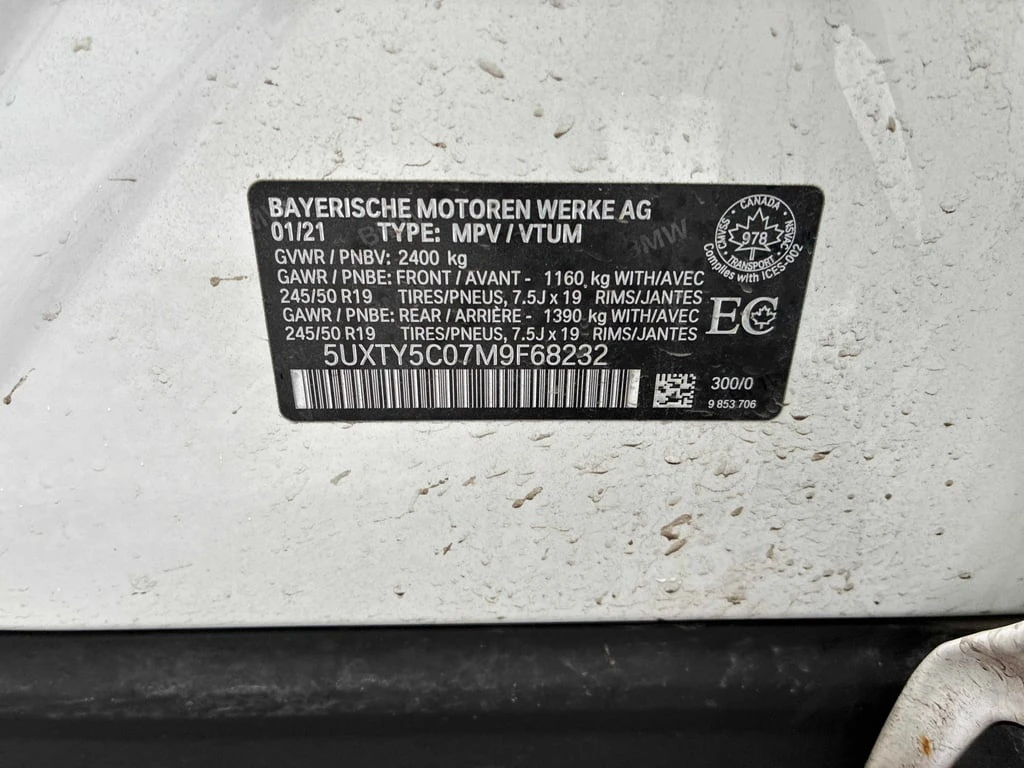 BAYERISCHE MOTOREN WERKE AG
01/21 TYPE: MPV / VTUM
GVWR / PNBV: 2400 kg
GAWR / PNBE: FRONT / AVANT - 1160 kg WITH/AVEC
245/50 R19 TIRES/PNEUS, 7.5J x 19 RIMS/JANTES
GAWR / PNBE: REAR / ARRIÈRE - 1390 kg WITH/AVEC
245/50 R19 TIRES/PNEUS, 7.5J x 19 RIMS/JANTES
5UXTY5C07M9F68232
CANADA
CMVSS NSVAC
978
TRANSPORT
Complies with ICES-002
EC
300/0
9 853 706
BMW